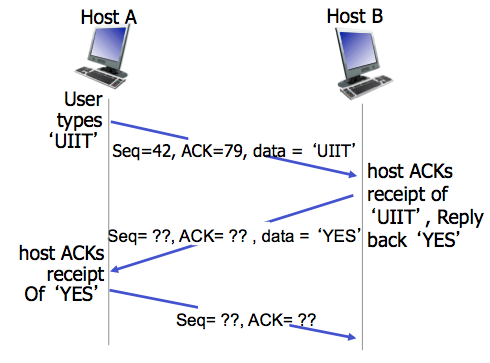 Host A
Host B
User
types
‘UIIT’
Seq=42, ACK=79, data = ‘UIIT’
host ACKs
receipt of
‘UIIT’, Reply
back ‘YES’
Seq= ??, ACK= ?? , data = ‘YES’
host ACKs
receipt
Of ‘YES’
Seq= ??, ACK= ??